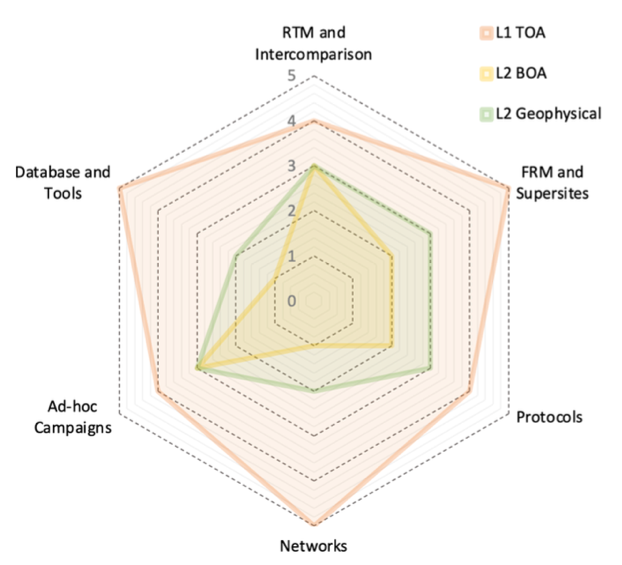 RTM and
Intercomparison
L1 TOA
L2 BOA
L2 Geophysical
5
4
3
2
1
0
Database and
Tools
FRM and
Supersites
Ad-hoc
Campaigns
Protocols
Networks